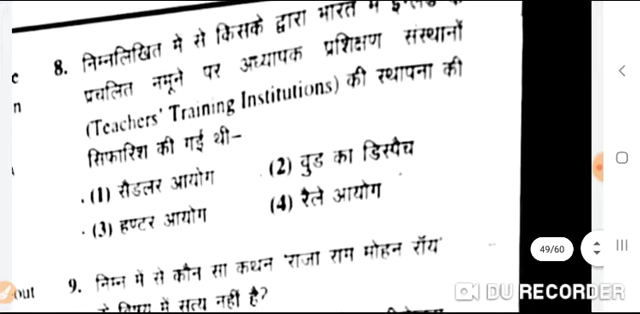 8. निम्नलिखित मे से किसके द्वारा भारत
प्रचलित नमूने पर अध्यापक प्रशिक्षण संस्थानों
(Teachers' Training Institutions) की स्थापना की
सिफारिश की गई थी–
(1) सैडलर आयोग (2) वुड का डिस्पैच
(3) हण्टर आयोग (4) रैले आयोग
49/60
9. निम्न में से कौन सा कथन 'राजा राम मोहन रॉय'
में सत्य नहीं है?
out
DU RECORDER